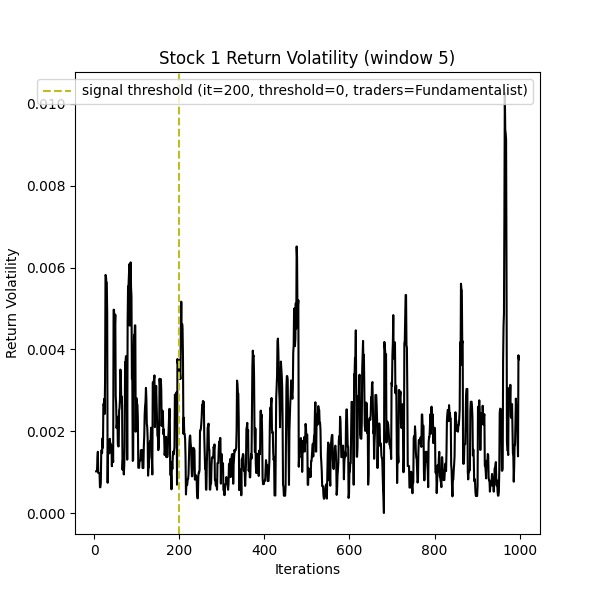 Stock 1 Return Volatility (window 5)
signal threshold (it=200, threshold=0, traders=Fundamentalist)
0.010
0.008
0.006
0.004
0.002
0.000
Return Volatility
0 200 400 600 800 1000
Iterations